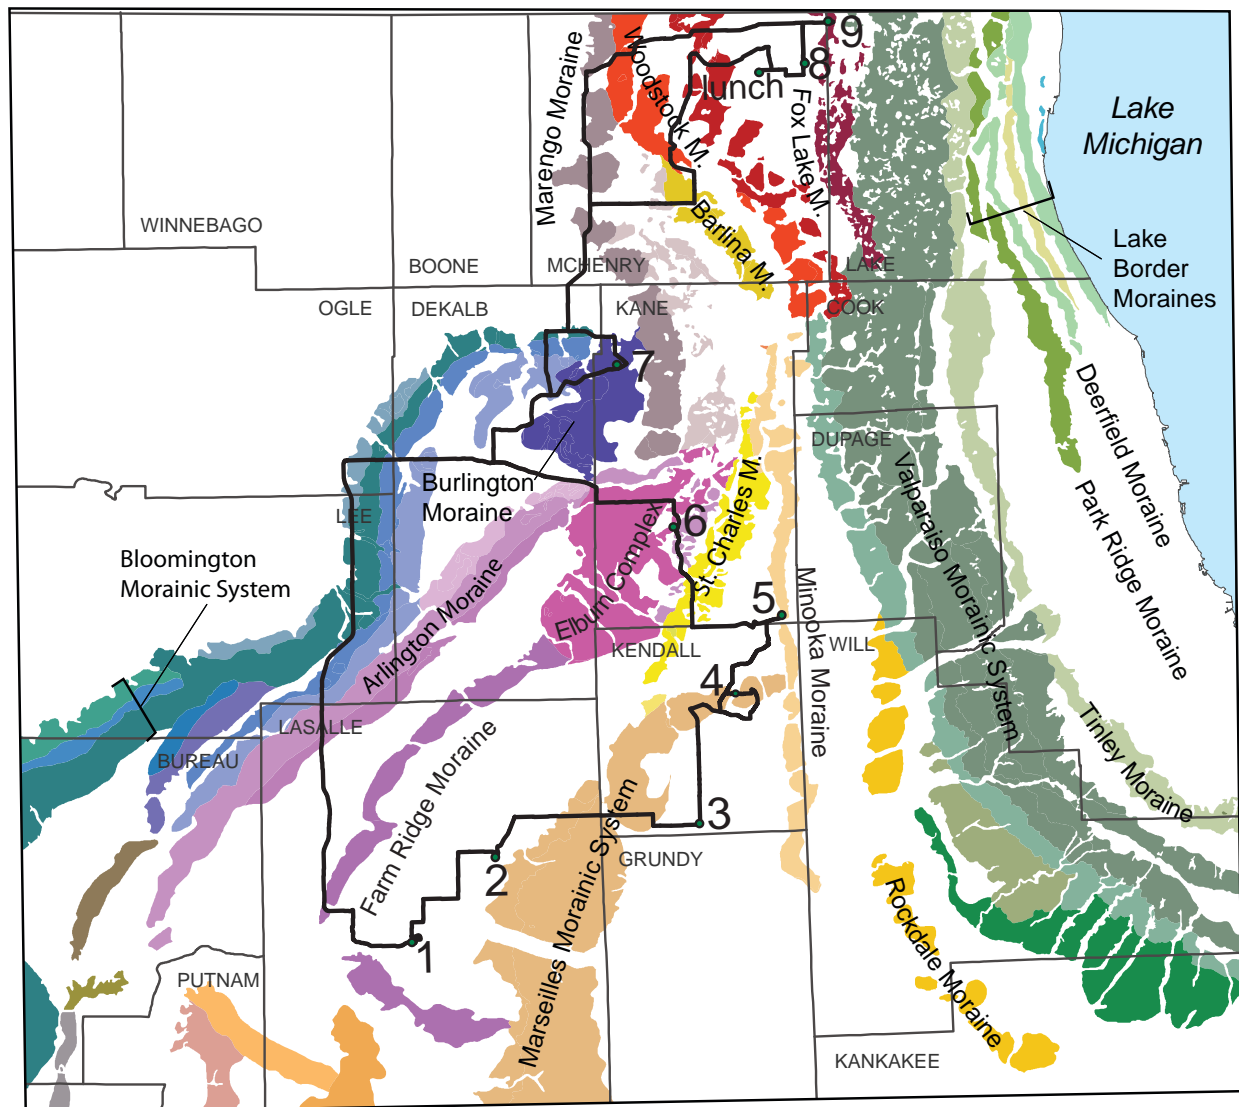 9
8
lunch
Marengo Moraine
Woodstock M.
Fox Lake M.
Barlina M.
Lake
Michigan
Lake
Border
Moraines
WINNEBAGO
BOONE
MCHENRY
LAKE
OGLE
DEKALB
KANE
COOK
7
Deerfield Moraine
Park Ridge Moraine
DUPAGE
Valparaiso Morainic System
Burlington
Moraine
LEE
6
St. Charles M.
Elburn Complex
Bloomington
Morainic System
Arlington Moraine
5
Minooka Moraine
KENDALL
WILL
4
Tinley Moraine
LASALLE
BUREAU
Farm Ridge Moraine
3
2
GRUNDY
Marseilles Morainic System
Rockdale Moraine
1
PUTNAM
KANKAKEE